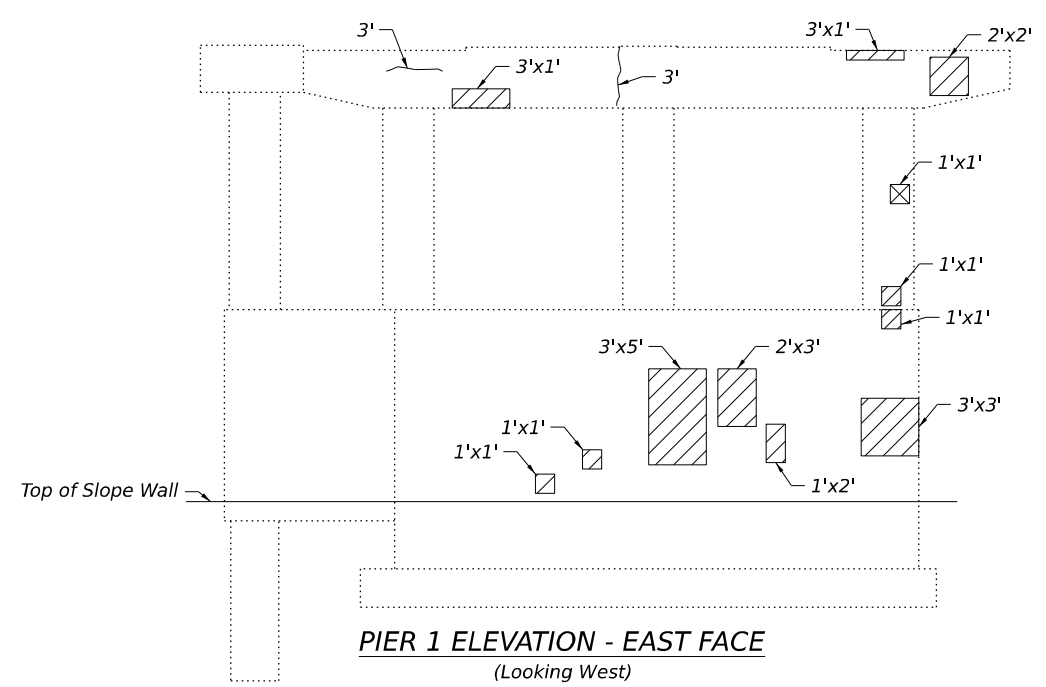 3'
3'x1'
2'x2'
3'x1'
3'
1'x1'
1'x1'
1'x1'
3'x5'
2'x3'
3'x3'
1'x1'
1'x1'
1'x2'
Top of Slope Wall
PIER 1 ELEVATION - EAST FACE
(Looking West)